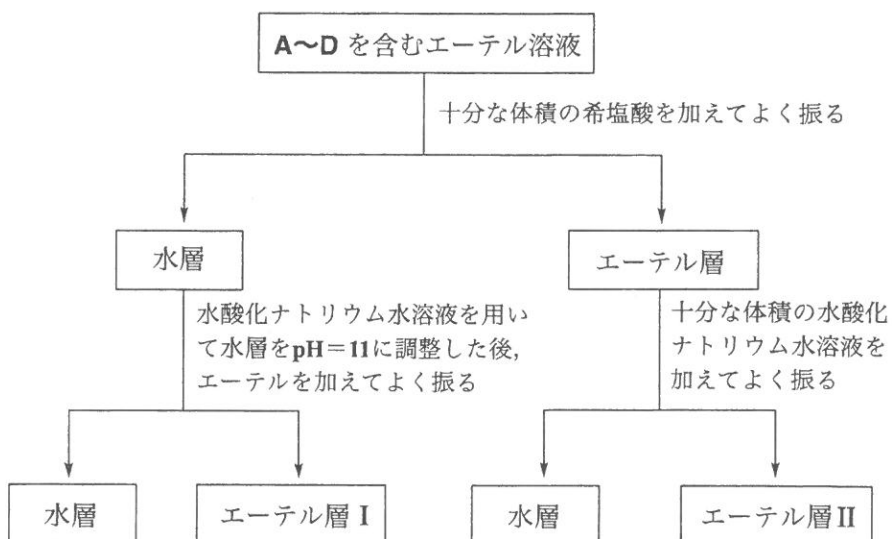 A～D を含むエーテル溶液
十分な体積の希塩酸を加えてよく振る
水層
エーテル層
水酸化ナトリウム水溶液を用い
て水層をpH＝11に調整した後,
エーテルを加えてよく振る
十分な体積の水酸化
ナトリウム水溶液を
加えてよく振る
水層
エーテル層 I
水層
エーテル層 II